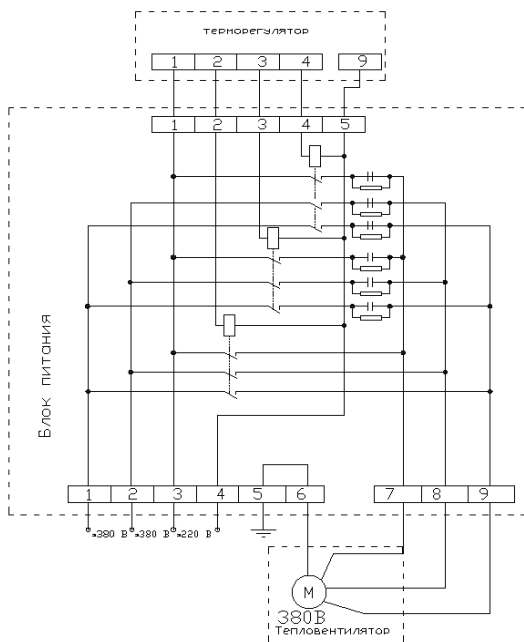 терморегулятор
1 2 3 4 9
1 2 3 4 5
Блок питания
1 2 3 4 5 6 7 8 9
≈380 В ≈380 В ≈220 В
М
380В
Тепловентилятор